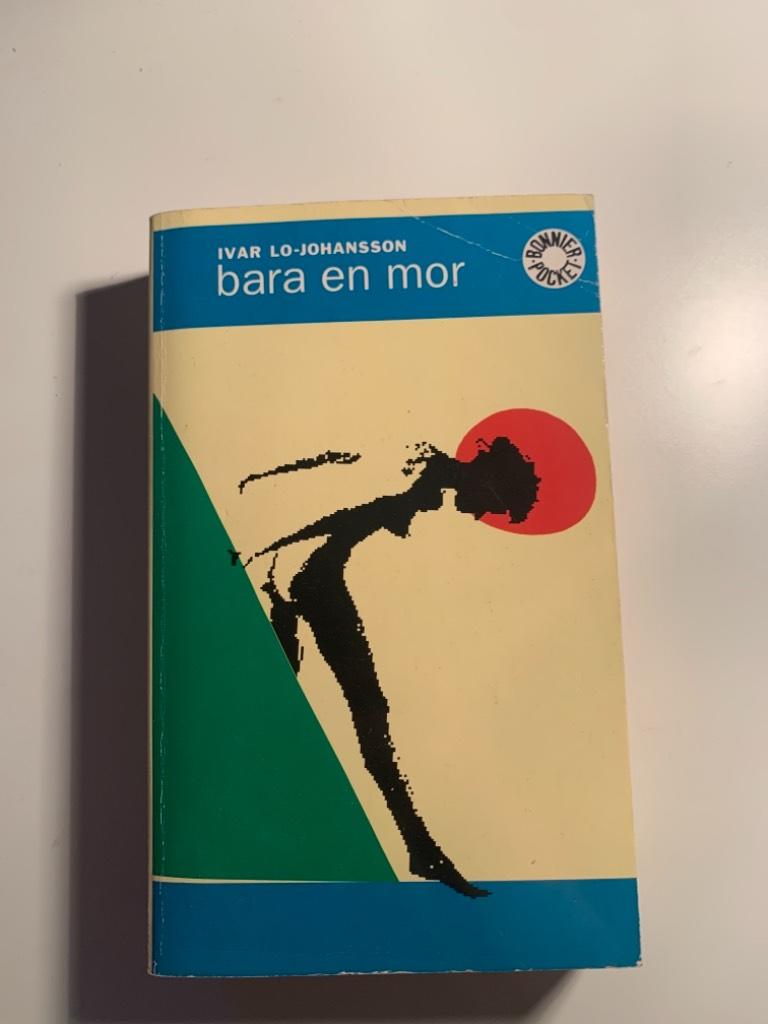 IVAR LO-JOHANSSON
bara en mor
BONNIER
POCKET